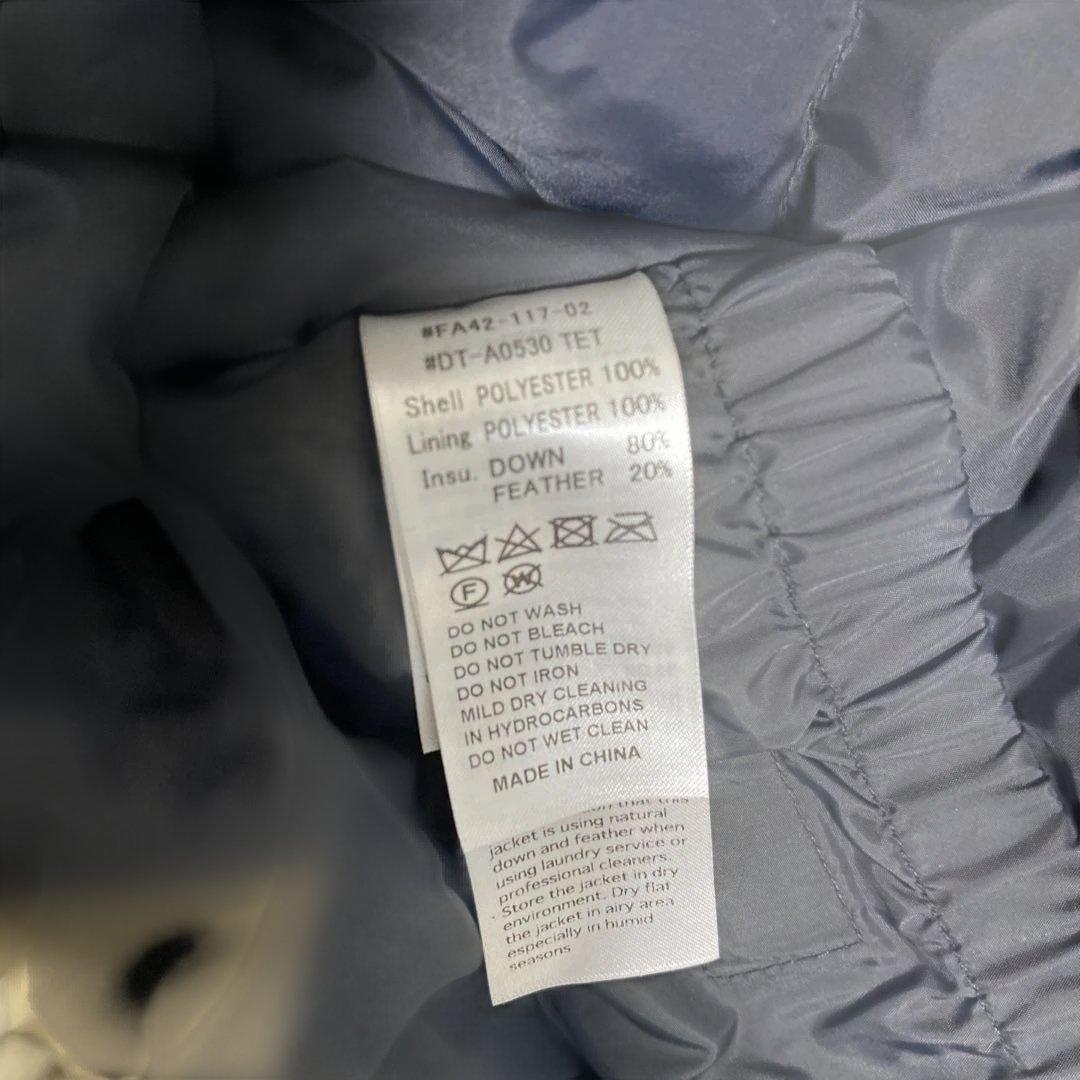 #FA42-117-02
#DT-A0530 TET
Shell POLYESTER 100%
Lining POLYESTER 100%
Insu. DOWN 80%
FEATHER 20%
F W
DO NOT WASH
DO NOT BLEACH
DO NOT TUMBLE DRY
DO NOT IRON
MILD DRY CLEANING
IN HYDROCARBONS
DO NOT WET CLEAN
MADE IN CHINA
that this
jacket is using natural
down and feather when
using laundry service or
professional cleaners.
· Store the jacket in dry
environment. Dry flat
the jacket in airy area
especially in humid
seasons